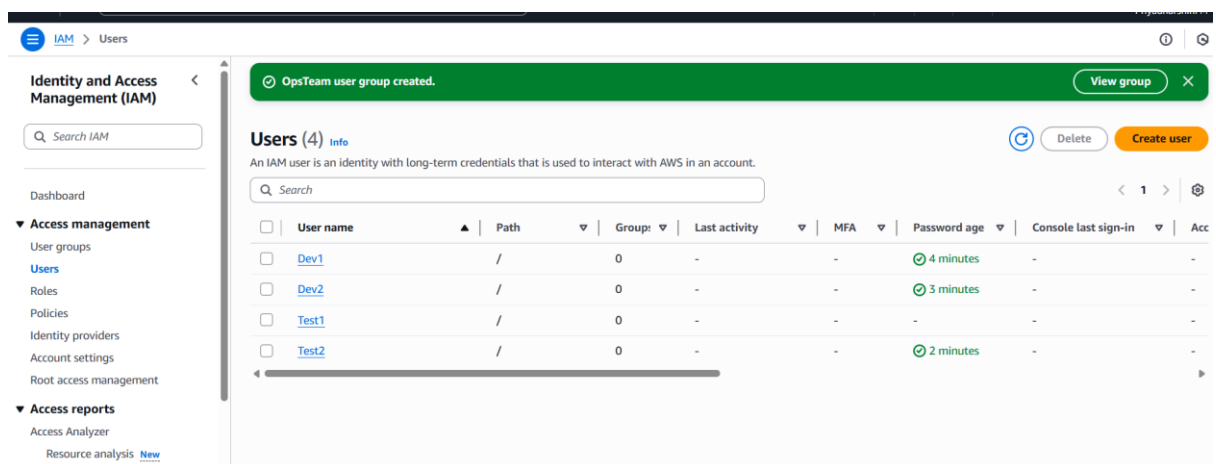 IAM > Users
Identity and Access Management (IAM)
Search IAM
Dashboard
Access management
User groups
Users
Roles
Policies
Identity providers
Account settings
Root access management
Access reports
Access Analyzer
Resource analysis New
OpsTeam user group created.
View group
Users (4) Info
Delete
Create user
An IAM user is an identity with long-term credentials that is used to interact with AWS in an account.
Search
< 1 >
User name Path Group: Last activity MFA Password age Console last sign-in Acc
Dev1 / 0 - - 4 minutes - -
Dev2 / 0 - - 3 minutes - -
Test1 / 0 - - - - -
Test2 / 0 - - 2 minutes - -